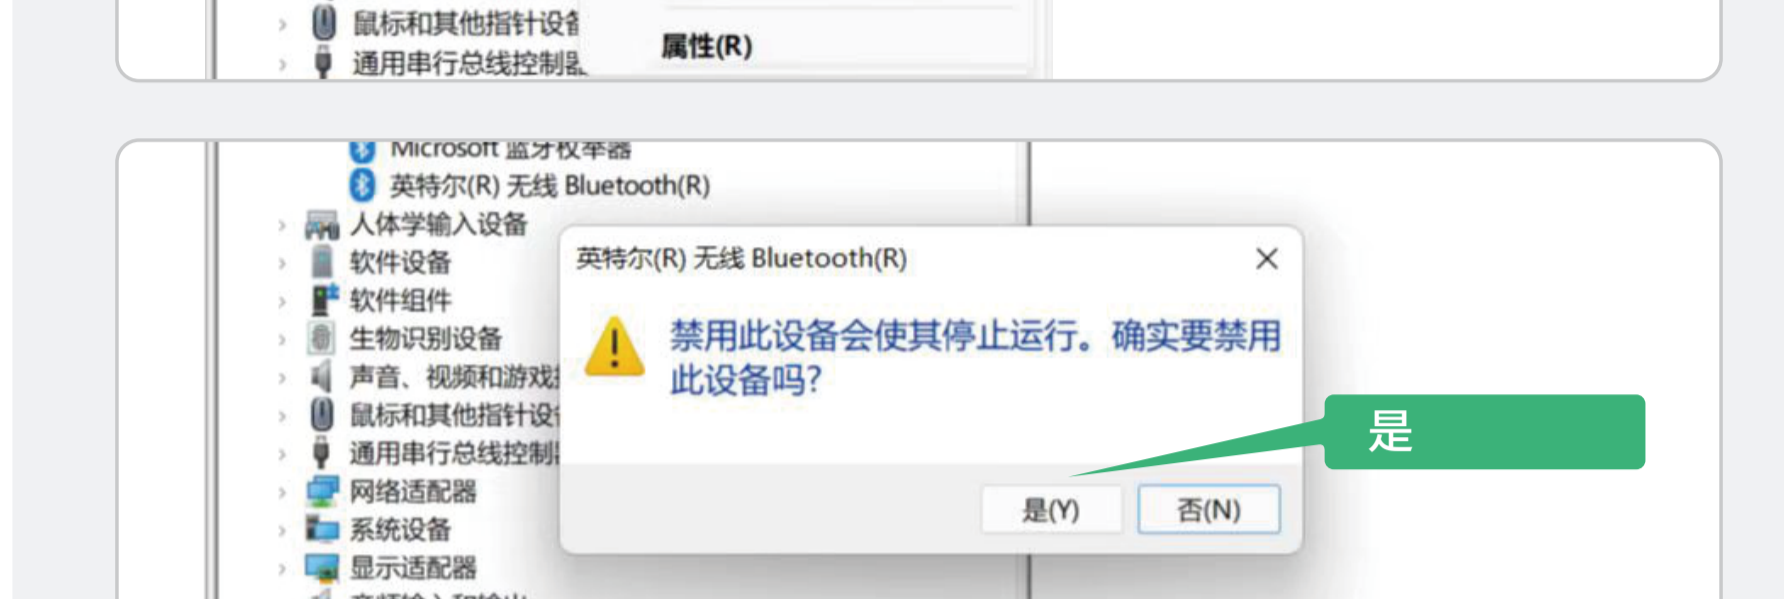 鼠标和其他指针设备
属性(R)
通用串行总线控制器
Microsoft 蓝牙枚举器
英特尔(R) 无线 Bluetooth(R)
人体学输入设备
软件设备
英特尔(R) 无线 Bluetooth(R)
软件组件
生物识别设备
禁用此设备会使其停止运行。确实要禁用
此设备吗?
声音、视频和游戏
鼠标和其他指针设
是
通用串行总线控制
网络适配器
是(Y)
否(N)
系统设备
显示适配器